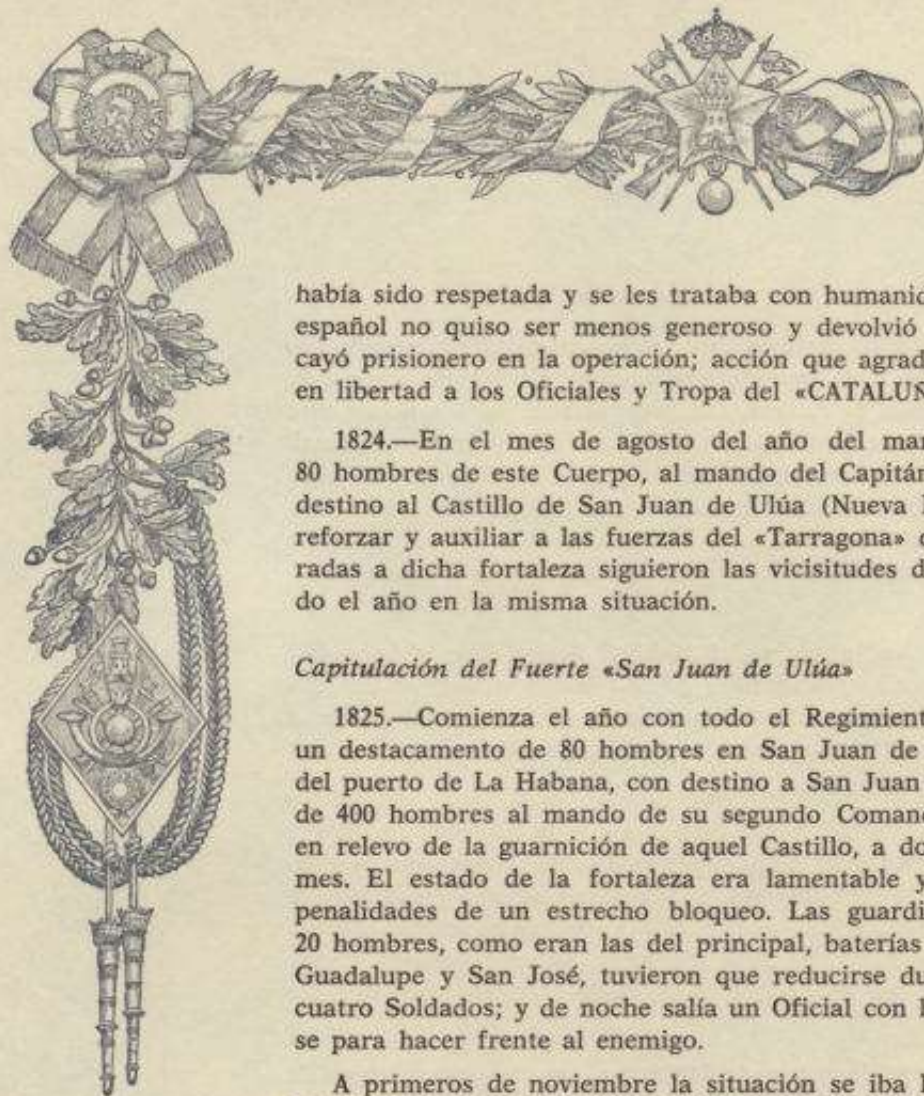 había sido respetada y se les trataba con humanid
español no quiso ser menos generoso y devolvió
cayó prisionero en la operación; acción que agrad
en libertad a los Oficiales y Tropa del «CATALUÑ
1824.—En el mes de agosto del año del mar
80 hombres de este Cuerpo, al mando del Capitán
destino al Castillo de San Juan de Ulúa (Nueva
reforzar y auxiliar a las fuerzas del «Tarragona»
radas a dicha fortaleza siguieron las vicisitudes d
do el año en la misma situación.
Capitulación del Fuerte «San Juan de Ulúa»
1825.—Comienza el año con todo el Regimient
un destacamento de 80 hombres en San Juan de
del puerto de La Habana, con destino a San Juan
de 400 hombres al mando de su segundo Coman
en relevo de la guarnición de aquel Castillo, a do
mes. El estado de la fortaleza era lamentable y
penalidades de un estrecho bloqueo. Las guardi
20 hombres, como eran las del principal, baterías
Guadalupe y San José, tuvieron que reducirse du
cuatro Soldados; y de noche salía un Oficial con
se para hacer frente al enemigo.
A primeros de noviembre la situación se iba